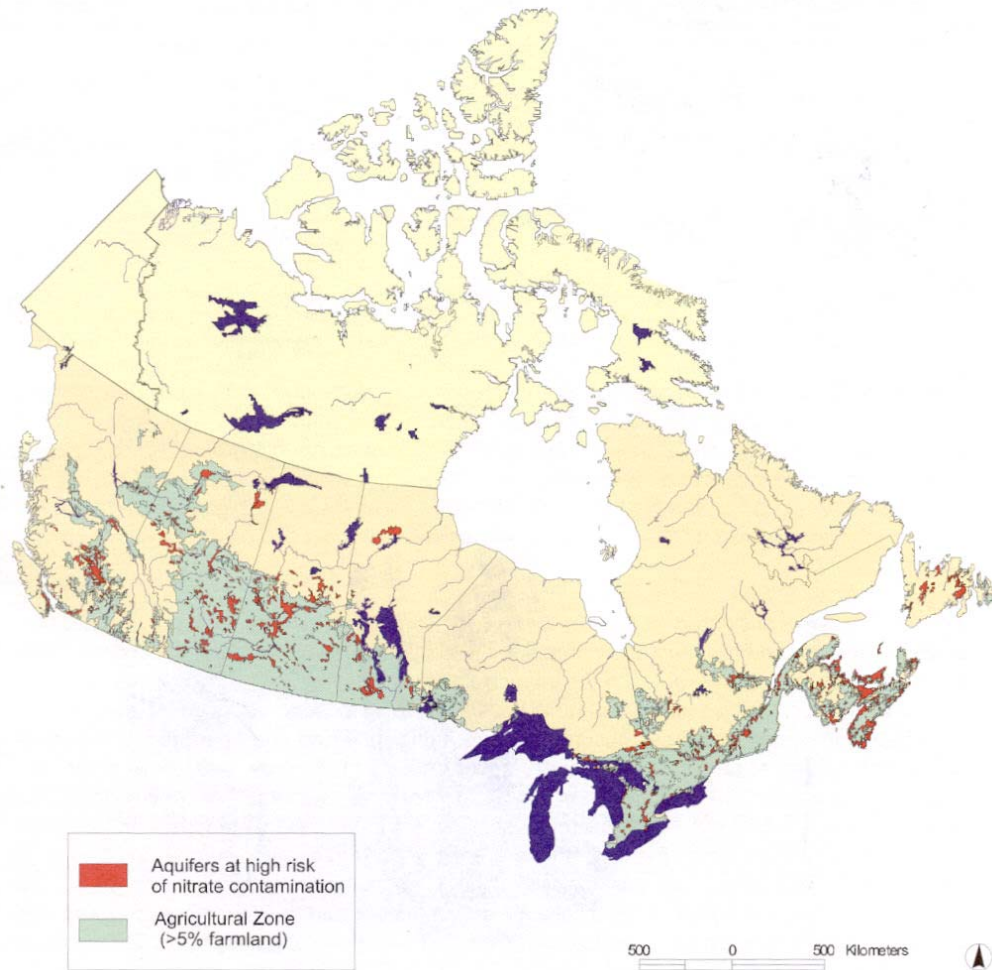 Aquifers at high risk
of nitrate contamination
Agricultural Zone
(>5% farmland)
500 0 500 Kilometers